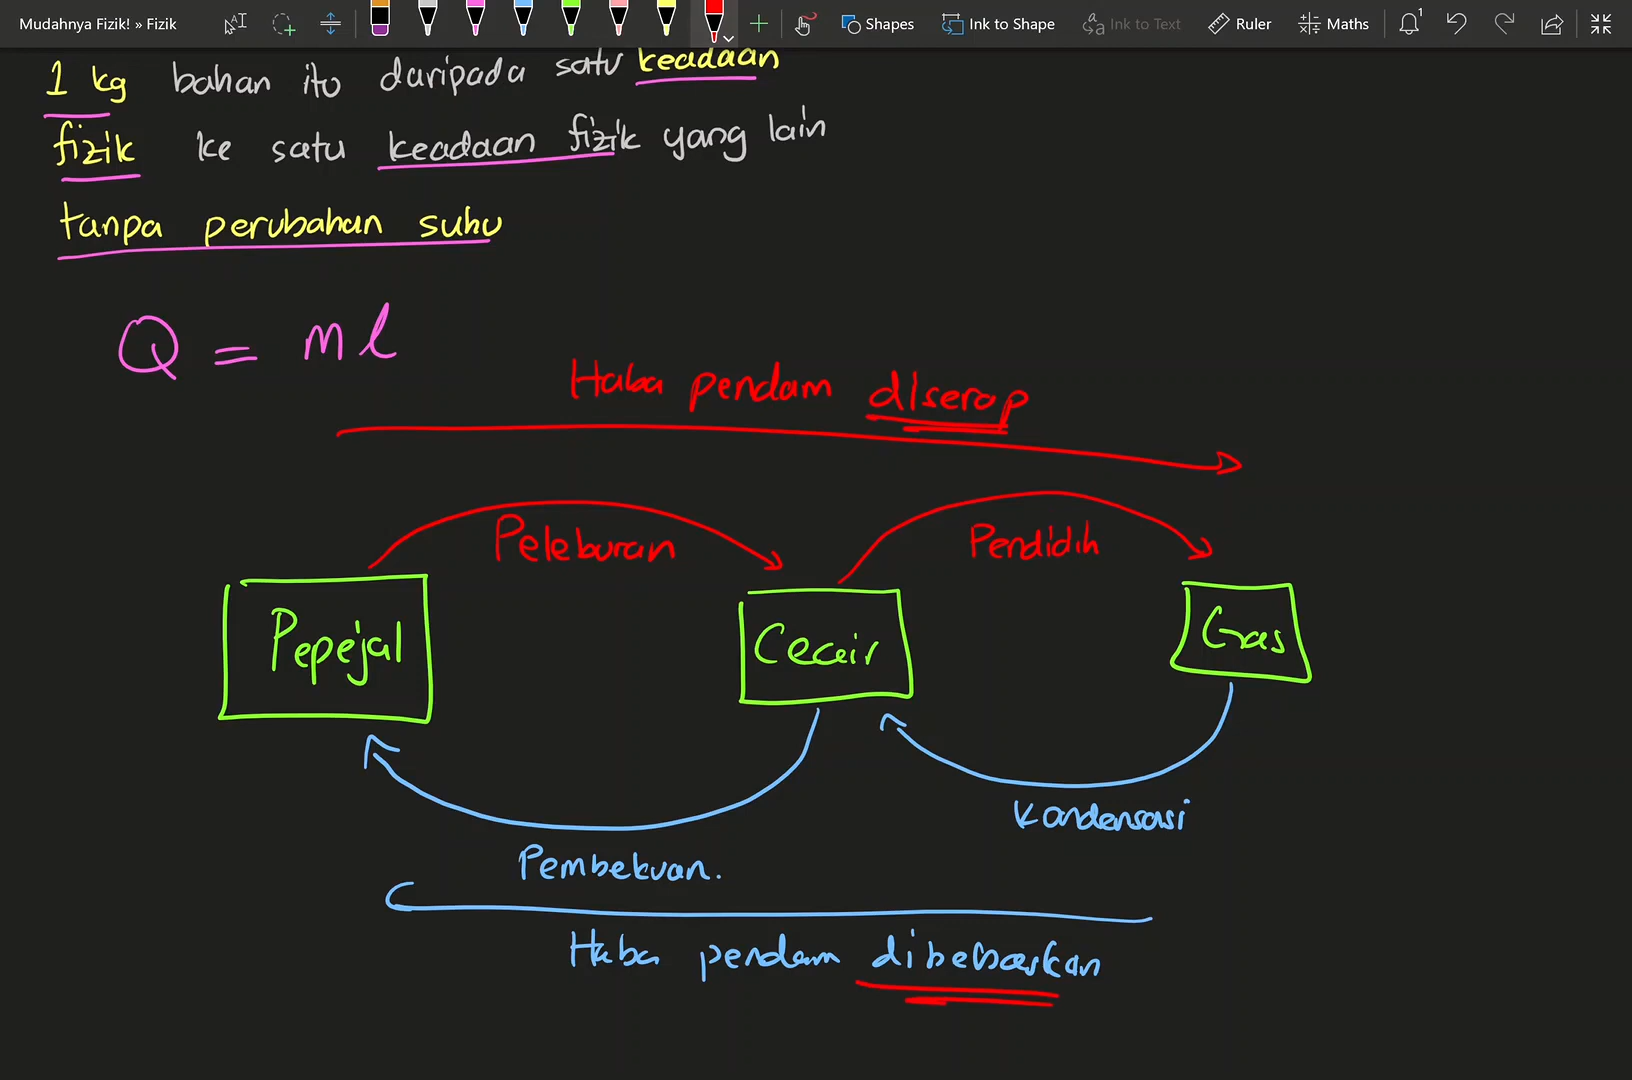 Mudahnya Fizik! » Fizik
Shapes
Ink to Shape
Ink to Text
Ruler
Maths
1
1 kg bahan itu daripada satu keadaan
fizik ke satu keadaan fizik yang lain
tanpa perubahan suhu
Q = ml
Haba pendam diserap
Peleburan
Pendidih
Pepejal
Cecair
Gas
Kondensasi
Pembekuan.
Haba pendam dibebaskan